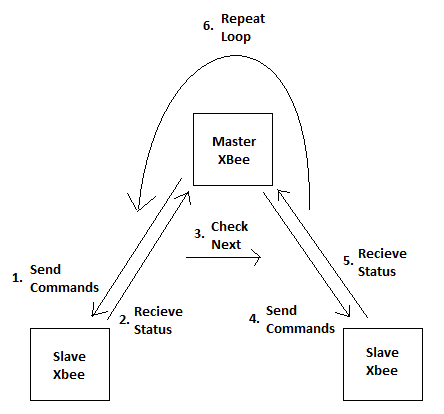 6. Repeat
Loop
Master
XBee
3. Check
Next
1. Send
Commands
2. Recieve
Status
5. Recieve
Status
4. Send
Commands
Slave
Xbee
Slave
Xbee